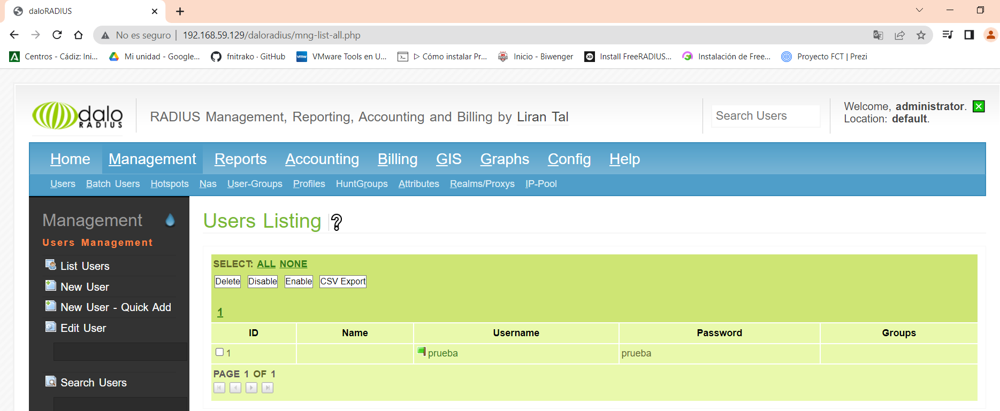 daloRADIUS
No es seguro | 192.168.59.129/daloradius/mng-list-all.php
Centros - Cádiz: Ini... Mi unidad - Google... fnitrako · GitHub VMware Tools en U... ▷ Cómo instalar Pr... Inicio - Biwenger Install FreeRADIUS... Instalación de Free... Proyecto FCT | Prezi
dalo RADIUS
RADIUS Management, Reporting, Accounting and Billing by Liran Tal
Search Users
Welcome, administrator.
Location: default.
Home Management Reports Accounting Billing GIS Graphs Config Help
Users Batch Users Hotspots Nas User-Groups Profiles HuntGroups Attributes Realms/Proxys IP-Pool
Management
Users Management
List Users
New User
New User - Quick Add
Edit User
Search Users
Users Listing
SELECT: ALL NONE
Delete Disable Enable CSV Export
1
ID Name Username Password Groups
1 prueba prueba
PAGE 1 OF 1